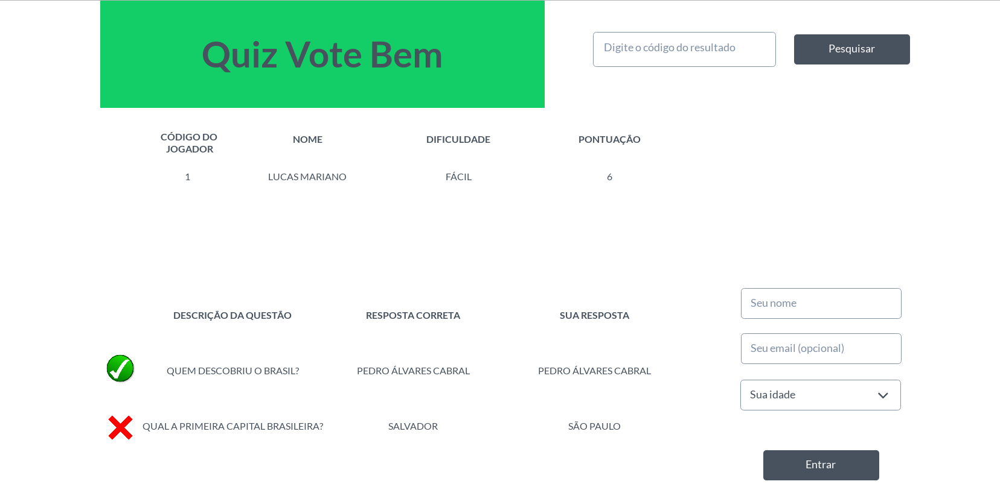 Quiz Vote Bem
Digite o código do resultado
Pesquisar
CÓDIGO DO
JOGADOR
NOME
DIFICULDADE
PONTUAÇÃO
1
LUCAS MARIANO
FÁCIL
6
DESCRIÇÃO DA QUESTÃO
RESPOSTA CORRETA
SUA RESPOSTA
QUEM DESCOBRIU O BRASIL?
PEDRO ÁLVARES CABRAL
PEDRO ÁLVARES CABRAL
QUAL A PRIMEIRA CAPITAL BRASILEIRA?
SALVADOR
SÃO PAULO
Seu nome
Seu email (opcional)
Sua idade
Entrar